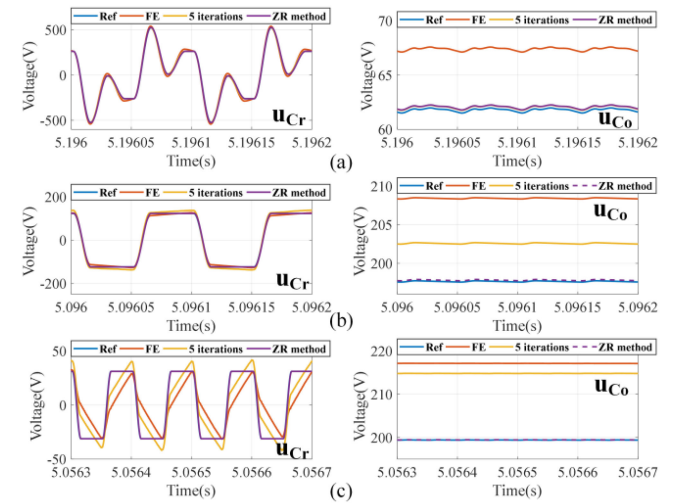 Ref FE 5 iterations ZR method
Voltage(V)
500
0
-500
u_Cr
5.196 5.19605 5.1961 5.19615 5.1962
Time(s)
Ref FE 5 iterations ZR method
Voltage(V)
70
65
60
u_Co
5.196 5.19605 5.1961 5.19615 5.1962
Time(s)
(a)
Ref FE 5 iterations ZR method
Voltage(V)
200
0
-200
u_Cr
5.096 5.09605 5.0961 5.09615 5.0962
Time(s)
Ref FE 5 iterations ZR method
Voltage(V)
210
206
202
198
u_Co
5.096 5.09605 5.0961 5.09615 5.0962
Time(s)
(b)
Ref FE 5 iterations ZR method
Voltage(V)
50
0
-50
u_Cr
5.0563 5.0564 5.0565 5.0566 5.0567
Time(s)
Ref FE 5 iterations ZR method
Voltage(V)
220
210
200
u_Co
5.0563 5.0564 5.0565 5.0566 5.0567
Time(s)
(c)